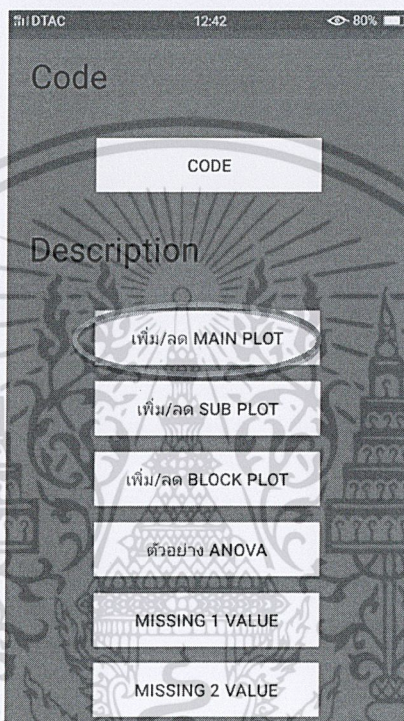 DTAC 12:42 80%
Code
CODE
Description
เพิ่ม/ลด MAIN PLOT
เพิ่ม/ลด SUB PLOT
เพิ่ม/ลด BLOCK PLOT
ตัวอย่าง ANOVA
MISSING 1 VALUE
MISSING 2 VALUE